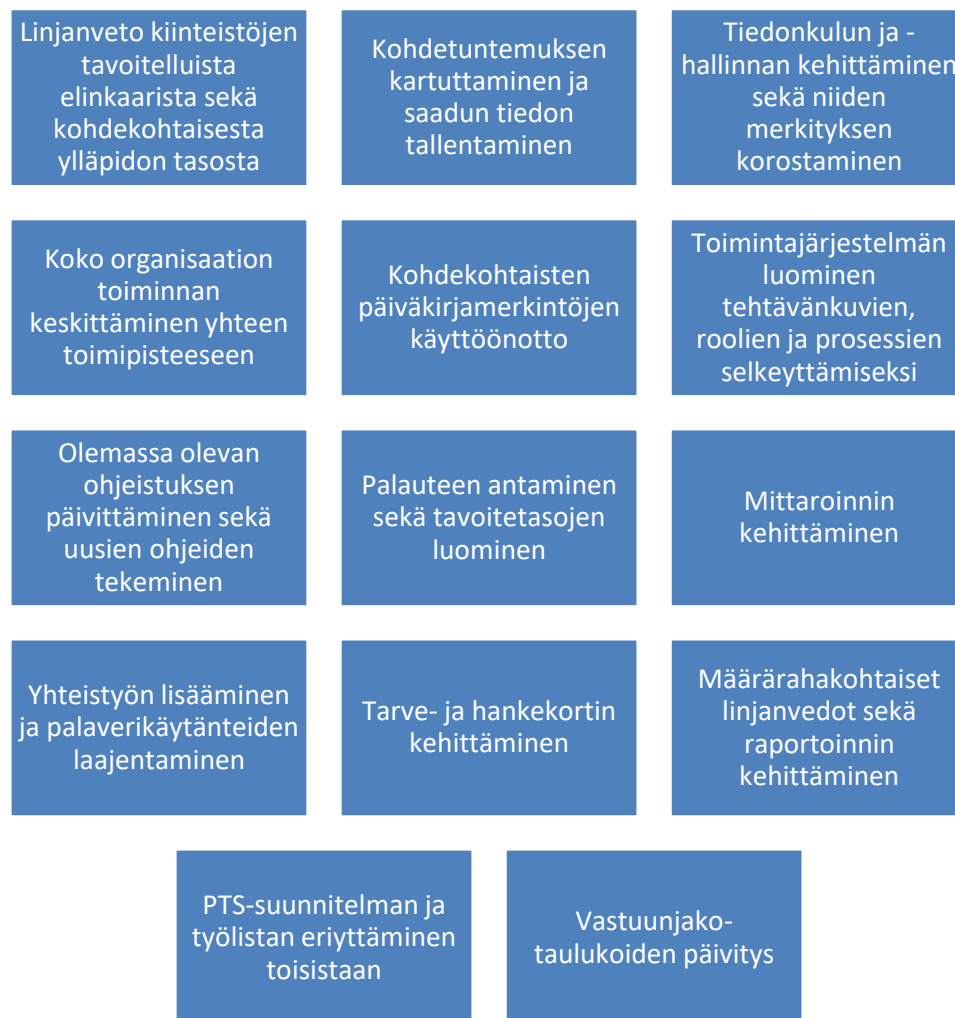 Linjanveto kiinteistöjen
tavoitelluista
elinkaarista sekä
kohdekohtaisesta
ylläpidon tasosta
Kohdetuntemuksen
kartuttaminen ja
saadun tiedon
tallentaminen
Tiedonkulun ja -
hallinnan kehittäminen
sekä niiden
merkityksen
korostaminen
Koko organisaation
toiminnan
keskittäminen yhteen
toimipisteeseen
Kohdekohtaisten
päiväkirjamerkintöjen
käyttöönotto
Toimintajärjestelmän
luominen
tehtävänkuvien,
roolien ja prosessien
selkeyttämiseksi
Olemassa olevan
ohjeistuksen
päivittäminen sekä
uusien ohjeiden
tekeminen
Palauteen antaminen
sekä tavoitetasojen
luominen
Mittaroinnin
kehittäminen
Yhteistyön lisääminen
ja palaverikäytänteiden
laajentaminen
Tarve- ja hankekortin
kehittäminen
Määrärahakohtaiset
linjanvedot sekä
raportoinnin
kehittäminen
PTS-suunnitelman ja
työlistan eriyttäminen
toisistaan
Vastuunjako-
taulukoiden päivitys